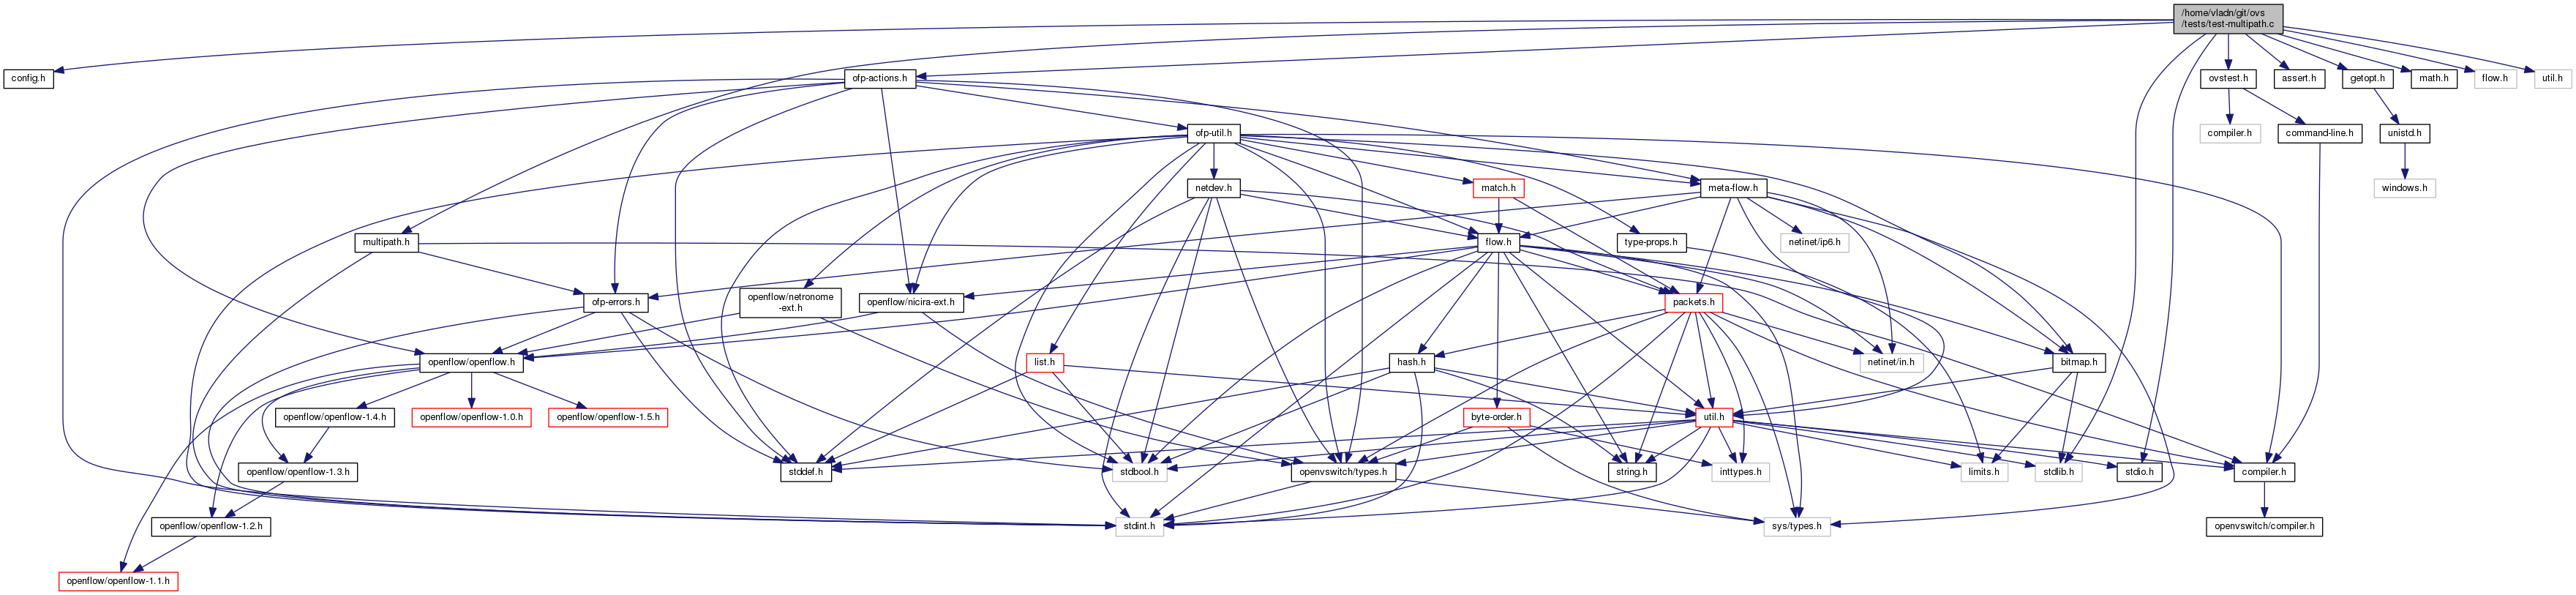 /home/vladn/git/ovs
/tests/test-multipath.c
config.h
ofp-actions.h
ovstest.h
assert.h
getopt.h
math.h
flow.h
util.h
ofp-util.h
compiler.h
command-line.h
unistd.h
netdev.h
match.h
meta-flow.h
windows.h
multipath.h
flow.h
type-props.h
netinet/ip6.h
ofp-errors.h
openflow/netronome
-ext.h
openflow/nicira-ext.h
packets.h
openflow/openflow.h
list.h
hash.h
netinet/in.h
bitmap.h
openflow/openflow-1.4.h
openflow/openflow-1.0.h
openflow/openflow-1.5.h
byte-order.h
util.h
openflow/openflow-1.3.h
stddef.h
stdbool.h
openvswitch/types.h
string.h
inttypes.h
limits.h
stdlib.h
stdio.h
compiler.h
openflow/openflow-1.2.h
stdint.h
sys/types.h
openvswitch/compiler.h
openflow/openflow-1.1.h